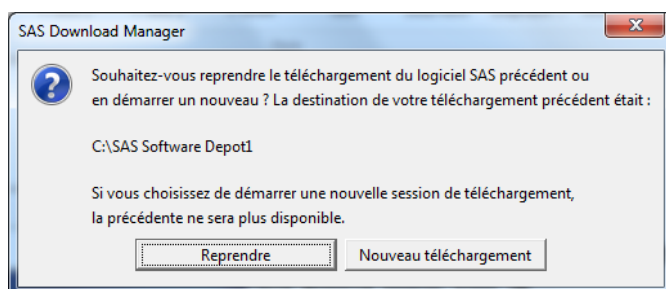 SAS Download Manager
Souhaitez-vous reprendre le téléchargement du logiciel SAS précédent ou
en démarrer un nouveau ? La destination de votre téléchargement précédent était :
C:\SAS Software Depot1
Si vous choisissez de démarrer une nouvelle session de téléchargement,
la précédente ne sera plus disponible.
Reprendre
Nouveau téléchargement